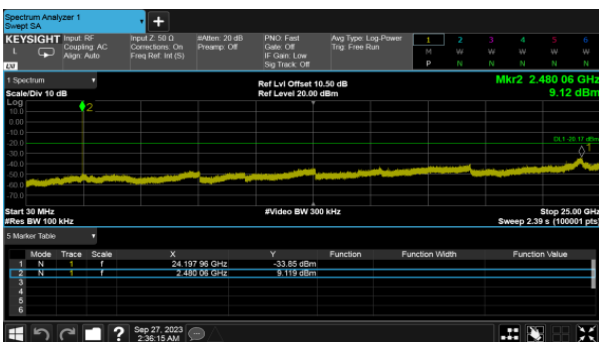 Spectrum Analyzer 1
Swept SA
+
KEYSIGHT Input: RF Input Z: 50 Ω #Atten: 20 dB PNO: Fast Avg Type: Log-Power 1 2 3 4 5 6
L Coupling: AC Corrections: On Preamp: Off Gate: Off Trig: Free Run M W W W W W
Align: Auto Freq Ref: Int (S) IF Gain: Low P N N N N N
Sig Track: Off
1 Spectrum
Ref Lvl Offset 10.50 dB Mkr2 2.480 06 GHz
Scale/Div 10 dB Ref Level 20.00 dBm 9.12 dBm
Log
10.0
2
0.00
-10.0
-20.0
DL1 -20.17 dBm
-30.0
1
-40.0
-50.0
-60.0
-70.0
Start 30 MHz #Video BW 300 kHz Stop 25.00 GHz
#Res BW 100 kHz Sweep 2.39 s (100001 pts)
5 Marker Table
Mode Trace Scale X Y Function Function Width Function Value
1 N 1 f 24.197 96 GHz -33.85 dBm
2 N 1 f 2.480 06 GHz 9.119 dBm
3
4
5
6
? Sep 27, 2023
2:36:15 AM